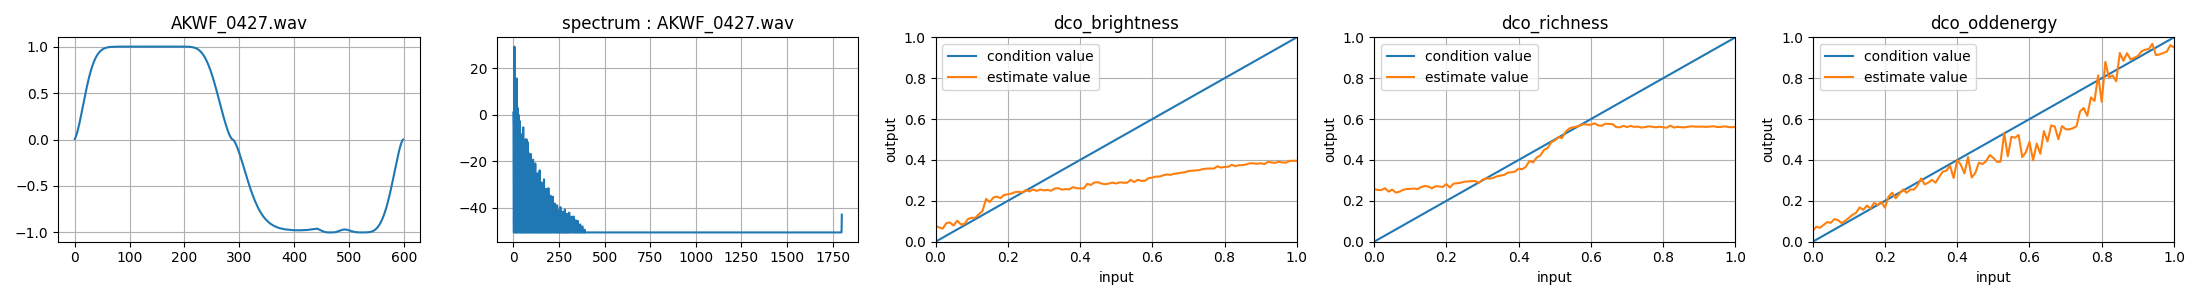 AKWF_0427.wav
1.0
0.5
0.0
−0.5
−1.0
0 100 200 300 400 500 600
spectrum : AKWF_0427.wav
20
0
−20
−40
0 250 500 750 1000 1250 1500 1750
dco_brightness
condition value
estimate value
output
1.0
0.8
0.6
0.4
0.2
0.0
0.0 0.2 0.4 0.6 0.8 1.0
input
dco_richness
condition value
estimate value
output
1.0
0.8
0.6
0.4
0.2
0.0
0.0 0.2 0.4 0.6 0.8 1.0
input
dco_oddenergy
condition value
estimate value
output
1.0
0.8
0.6
0.4
0.2
0.0
0.0 0.2 0.4 0.6 0.8 1.0
input